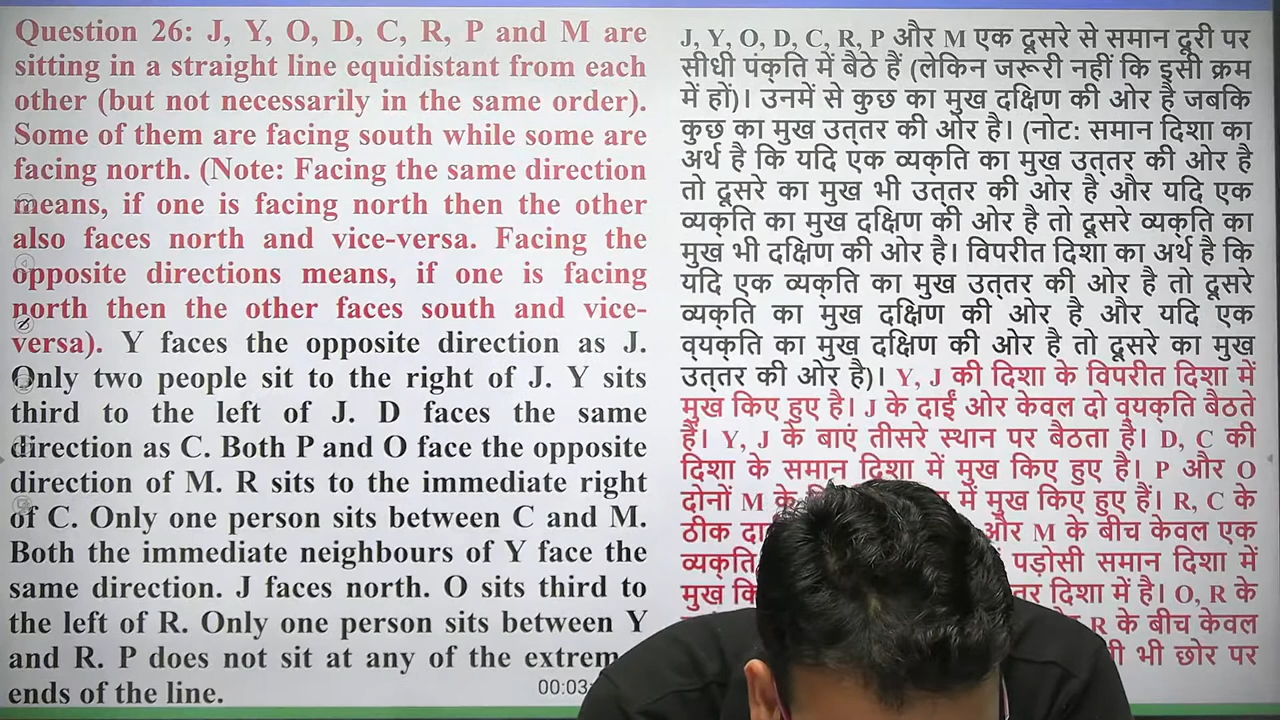 Question 26: J, Y, O, D, C, R, P and M are
sitting in a straight line equidistant from each
other (but not necessarily in the same order).
Some of them are facing south while some are
facing north. (Note: Facing the same direction
means, if one is facing north then the other
also faces north and vice-versa. Facing the
opposite directions means, if one is facing
north then the other faces south and vice-
versa). Y faces the opposite direction as J.
Only two people sit to the right of J. Y sits
third to the left of J. D faces the same
direction as C. Both P and O face the opposite
direction of M. R sits to the immediate right
of C. Only one person sits between C and M.
Both the immediate neighbours of Y face the
same direction. J faces north. O sits third to
the left of R. Only one person sits between Y
and R. P does not sit at any of the extrem
ends of the line.
00:03
J, Y, O, D, C, R, P और M एक दूसरे से समान दूरी पर
सीधी पंक्ति में बैठे हैं (लेकिन जरूरी नहीं कि इसी क्रम
में हों)। उनमें से कुछ का मुख दक्षिण की ओर है जबकि
कुछ का मुख उत्तर की ओर है। (नोट: समान दिशा का
अर्थ है कि यदि एक व्यक्ति का मुख उत्तर की ओर है
तो दूसरे का मुख भी उत्तर की ओर है और यदि एक
व्यक्ति का मुख दक्षिण की ओर है तो दूसरे व्यक्ति का
मुख भी दक्षिण की ओर है। विपरीत दिशा का अर्थ है कि
यदि एक व्यक्ति का मुख उत्तर की ओर है तो दूसरे
व्यक्ति का मुख दक्षिण की ओर है और यदि एक
व्यक्ति का मुख दक्षिण की ओर है तो दूसरे का मुख
उत्तर की ओर है)। Y, J की दिशा के विपरीत दिशा में
मुख किए हुए है। J के दाईं ओर केवल दो व्यक्ति बैठते
हैं। Y, J के बाएं तीसरे स्थान पर बैठता है। D, C की
दिशा के समान दिशा में मुख किए हुए है। P और O
दोनों M के में मुख किए हुए हैं। R, C के
ठीक और M के बीच केवल एक
व्यक्ति पड़ोसी समान दिशा में
मुख दिशा में है। O, R के
R के बीच केवल
भी छोर पर